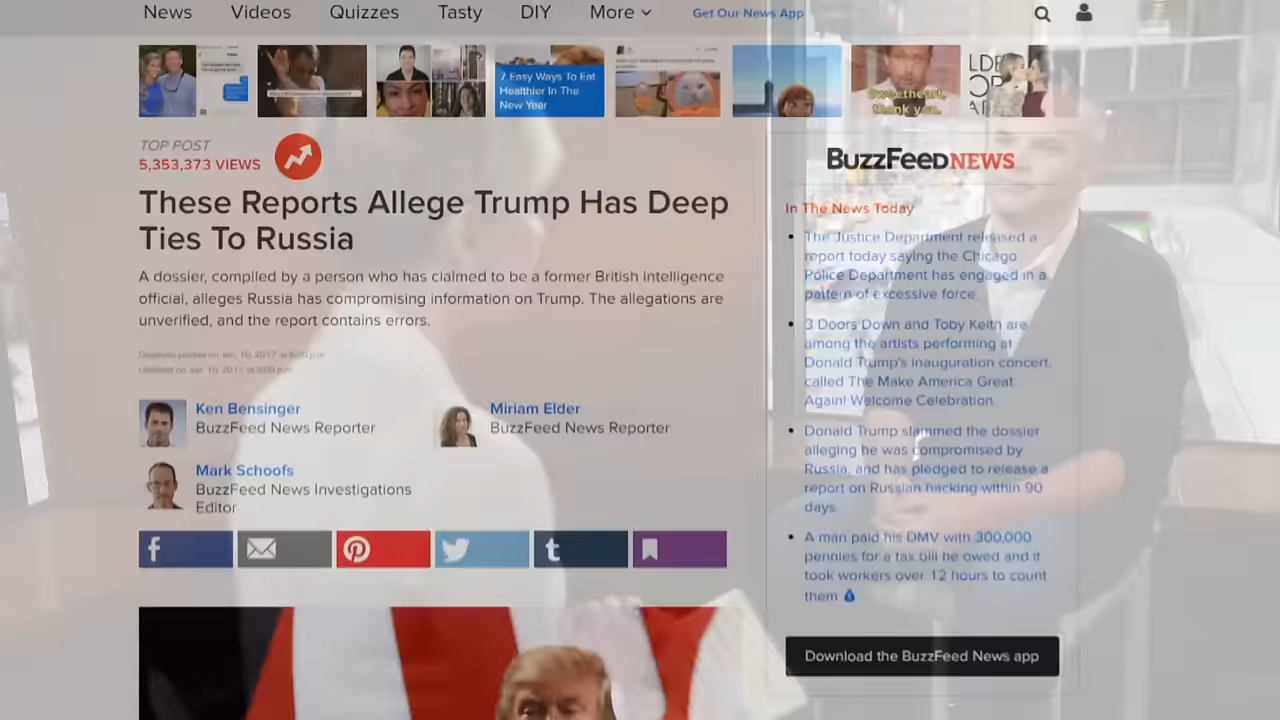 News Videos Quizzes Tasty DIY More Get Our News App
7 Easy Ways To Eat
Healthier In The
New Year
Sweetheart,
thank you.
TOP POST
5,353,373 VIEWS
These Reports Allege Trump Has Deep
Ties To Russia
A dossier, compiled by a person who has claimed to be a former British intelligence
official, alleges Russia has compromising information on Trump. The allegations are
unverified, and the report contains errors.
Ken Bensinger
BuzzFeed News Reporter
Miriam Elder
BuzzFeed News Reporter
Mark Schoofs
BuzzFeed News Investigations
Editor
BuzzFeed NEWS
In The News Today
The Justice Department released a
report today saying the Chicago
Police Department has engaged in a
pattern of excessive force.
3 Doors Down and Toby Keith are
among the artists performing at
Donald Trump's inauguration concert,
called The Make America Great
Again! Welcome Celebration.
Donald Trump slammed the dossier
alleging he was compromised by
Russia, and has pledged to release a
report on Russian hacking within 90
days.
A man paid his DMV with 300,000
pennies for a tax bill he owed and it
took workers over 12 hours to count
them
Download the BuzzFeed News app